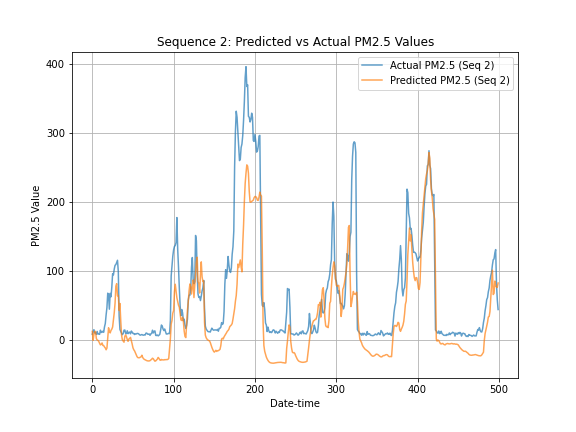 Sequence 2: Predicted vs Actual PM2.5 Values
Actual PM2.5 (Seq 2)
Predicted PM2.5 (Seq 2)
400
300
200
100
0
PM2.5 Value
0 100 200 300 400 500
Date-time